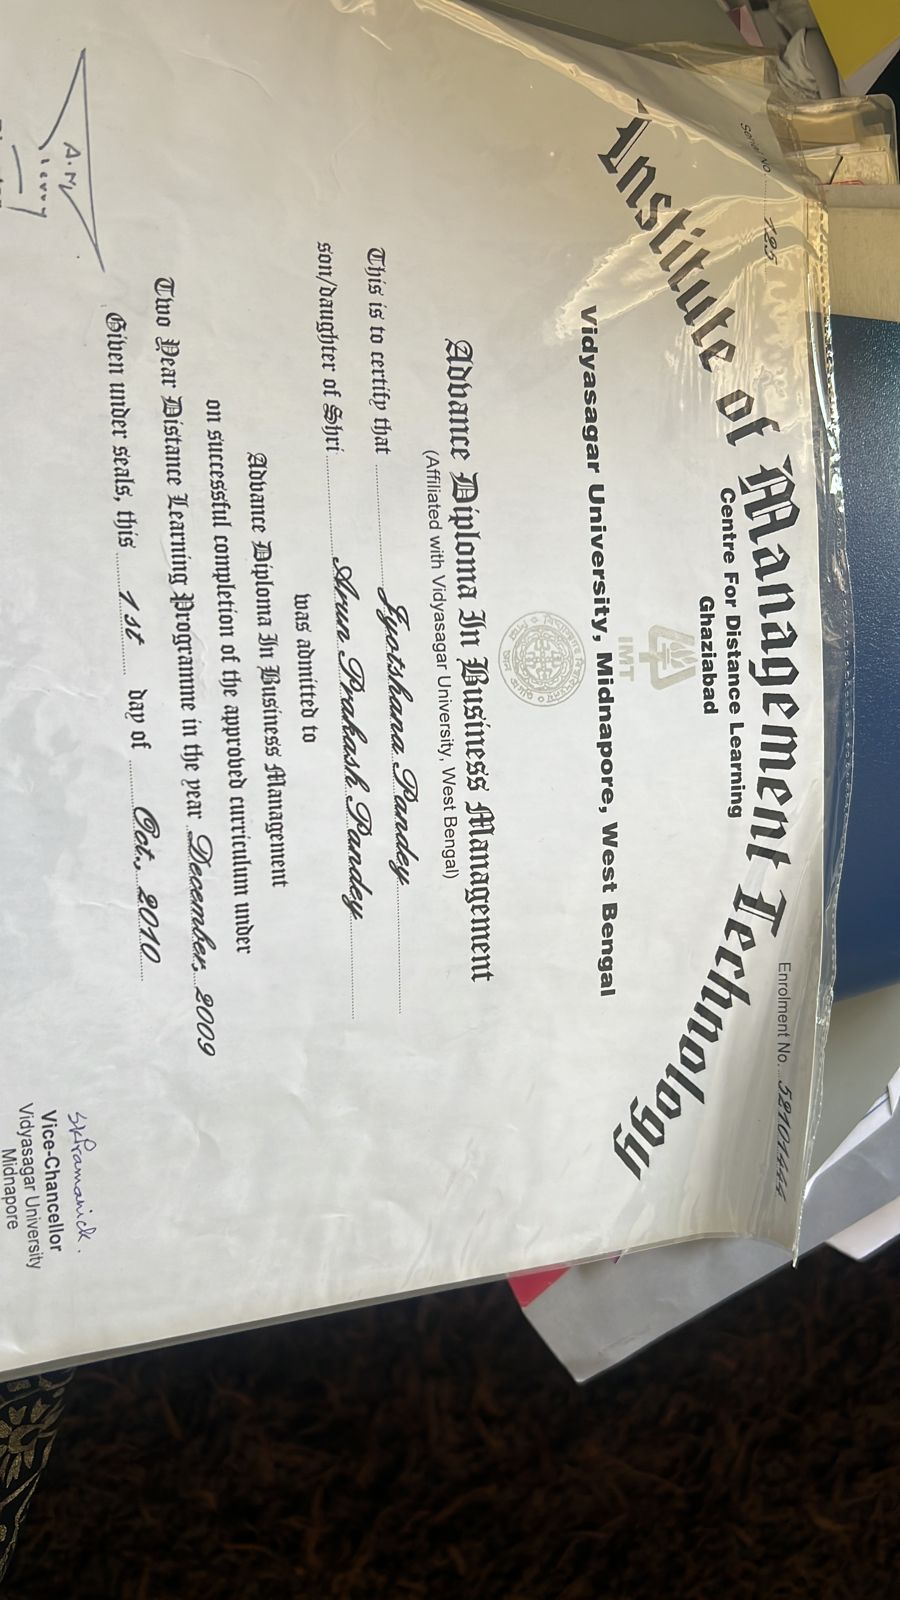 Serial No. 125
Enrolment No. 52101444
Institute of Management Technology
Centre For Distance Learning
Ghaziabad
IMT
Vidyasagar University, Midnapore, West Bengal
Advance Diploma In Business Management
(Affiliated with Vidyasagar University, West Bengal)
This is to certify that Jyotshana Pandey
son/daughter of Shri Arun Prakash Pandey
was admitted to
Advance Diploma In Business Management
on successful completion of the approved curriculum under
Two Year Distance Learning Programme in the year December, 2009
Given under seals, this 1st day of Oct., 2010
Vice-Chancellor
Vidyasagar University
Midnapore